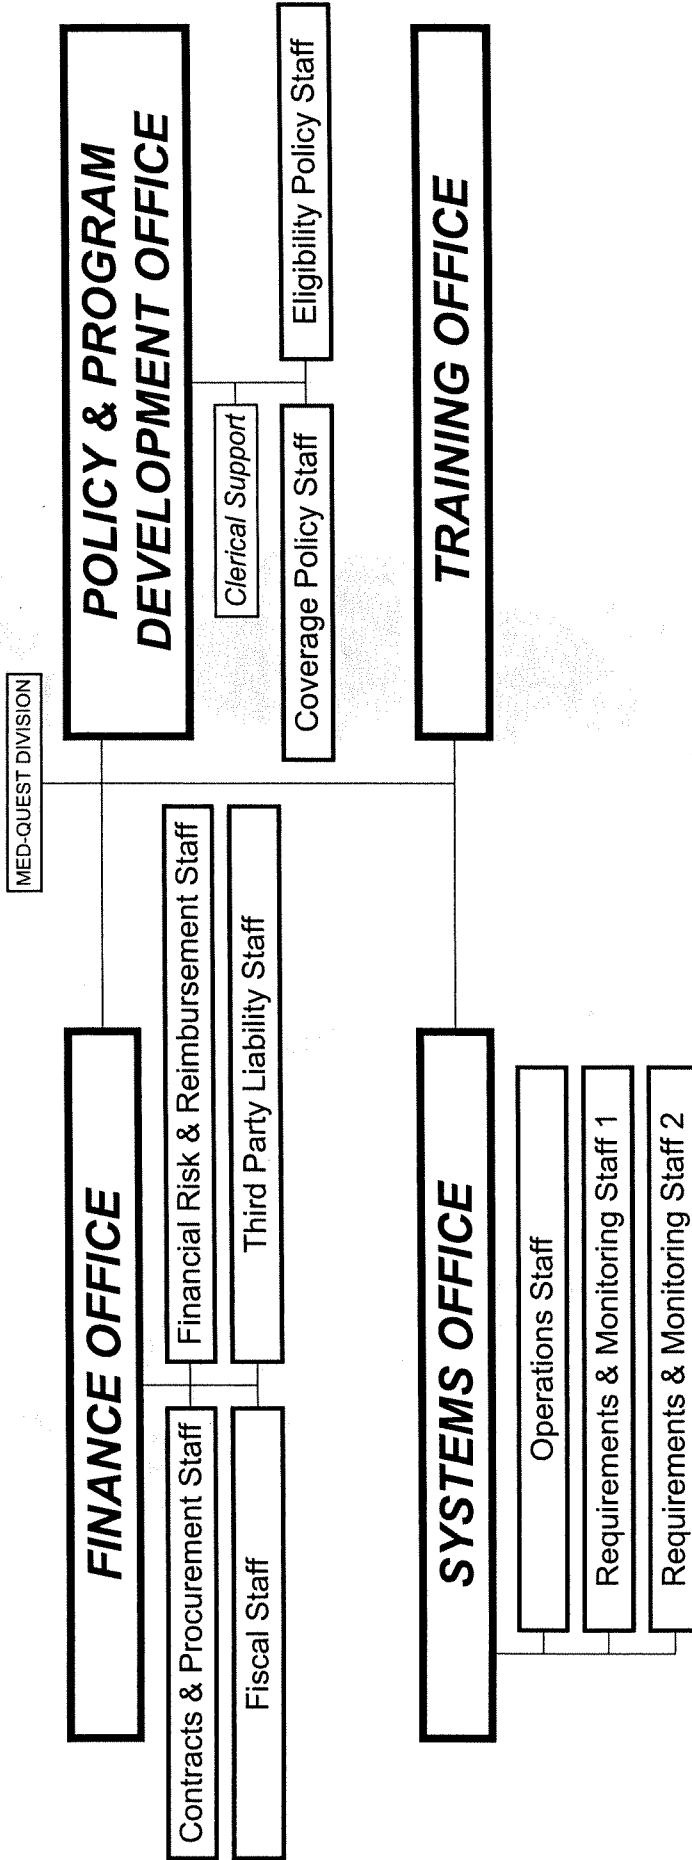 MED-QUEST DIVISION
FINANCE OFFICE
Contracts & Procurement Staff
Financial Risk & Reimbursement Staff
Fiscal Staff
Third Party Liability Staff
POLICY & PROGRAM
DEVELOPMENT OFFICE
Clerical Support
Coverage Policy Staff
Eligibility Policy Staff
SYSTEMS OFFICE
Operations Staff
Requirements & Monitoring Staff 1
Requirements & Monitoring Staff 2
TRAINING OFFICE